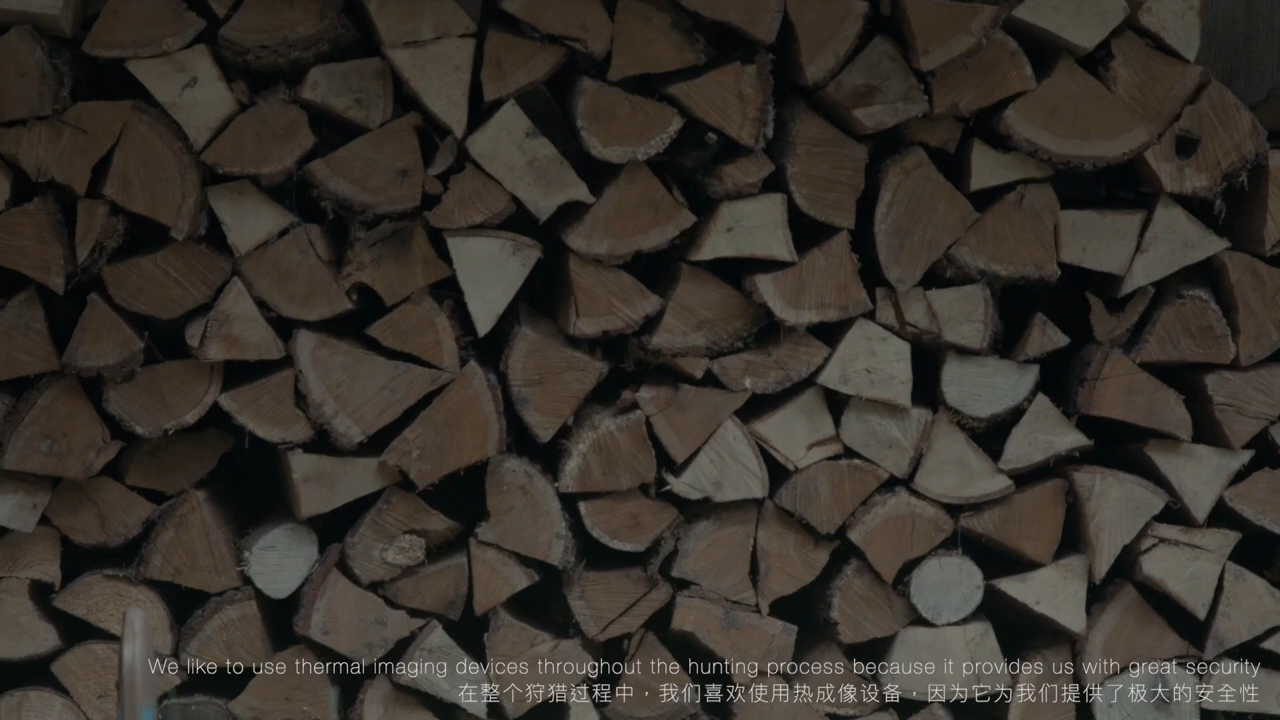 We like to use thermal imaging devices throughout the hunting process because it provides us with great security
在整个狩猎过程中，我们喜欢使用热成像设备，因为它为我们提供了极大的安全性